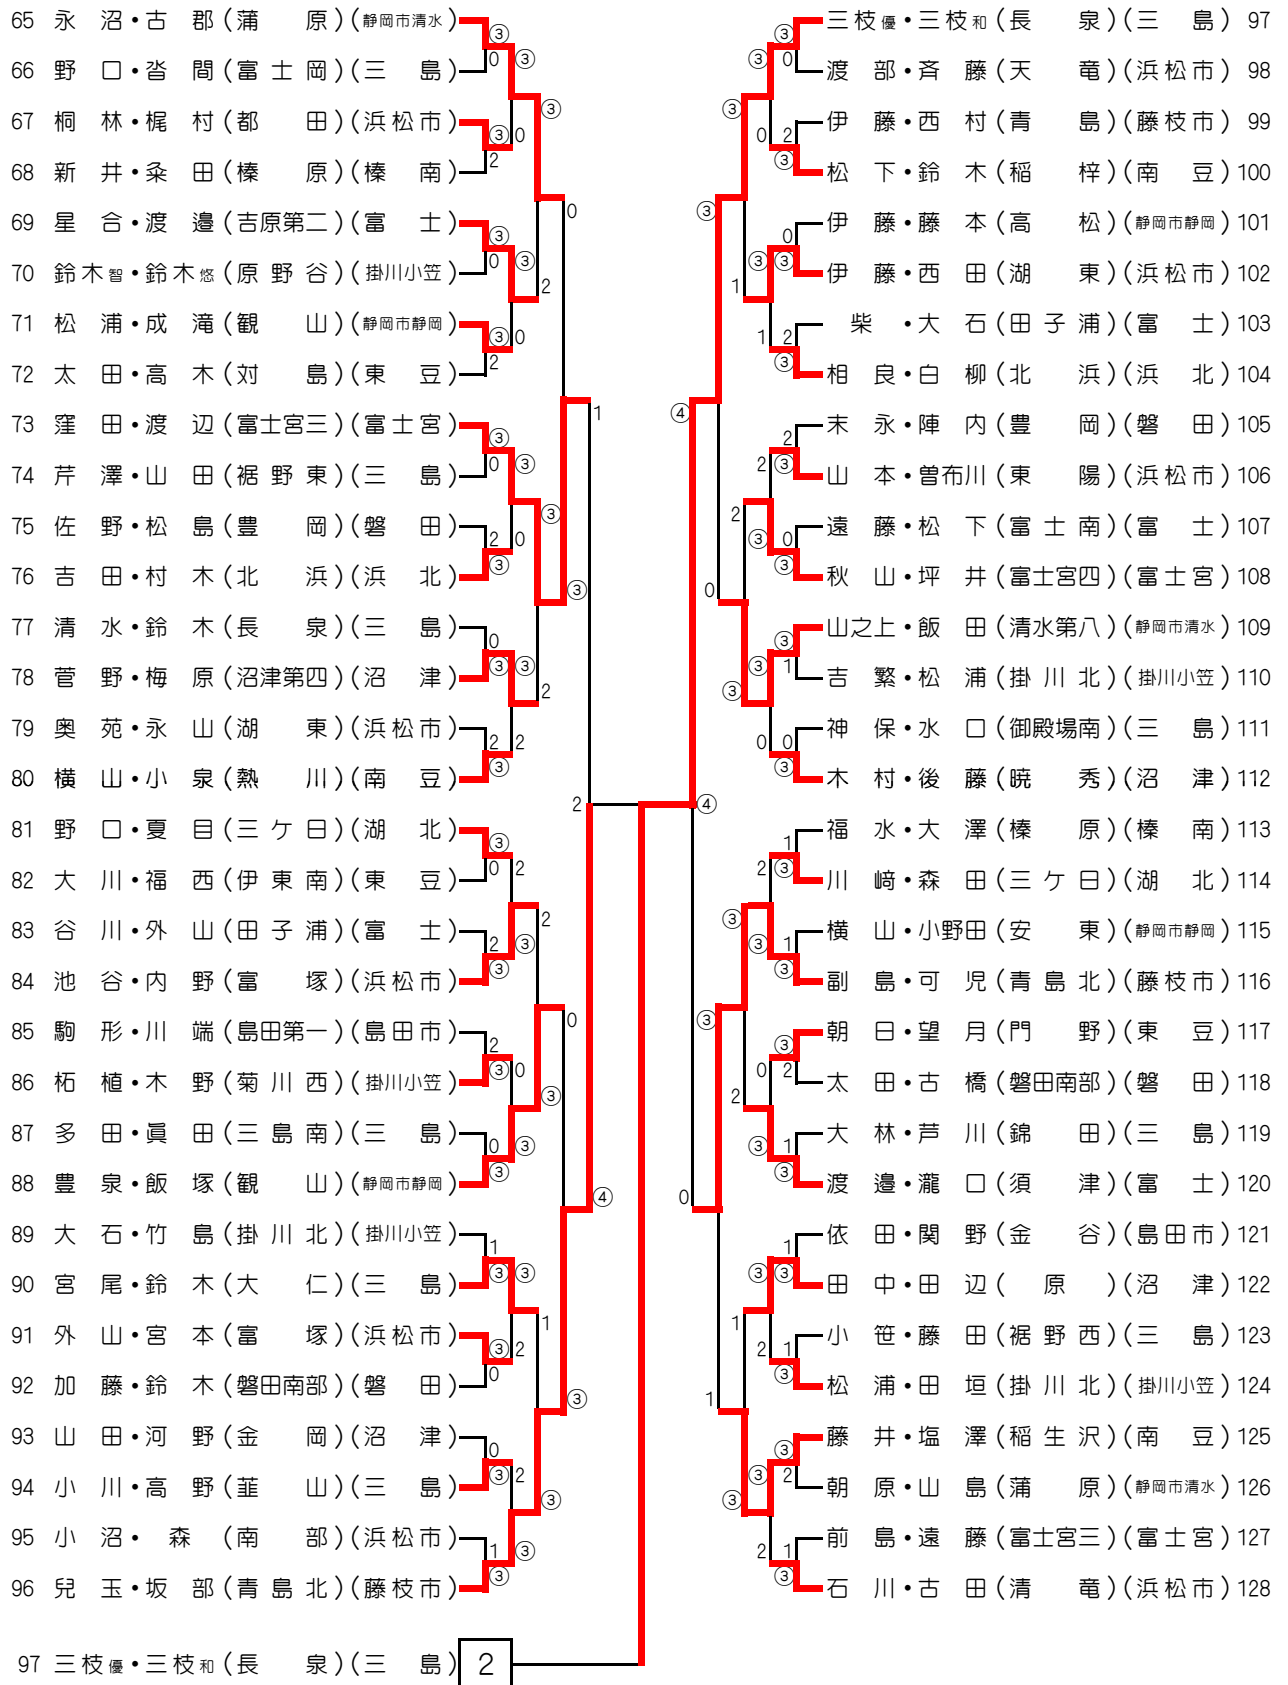 65 永沼・古郡(蒲原)(静岡市清水)
66 野口・沓間(富士岡)(三島)
67 桐林・梶村(都田)(浜松市)
68 新井・粂田(榛原)(榛南)
69 星合・渡邉(吉原第二)(富士)
70 鈴木智・鈴木悠(原野谷)(掛川小笠)
71 松浦・成滝(観山)(静岡市静岡)
72 太田・高木(対島)(東豆)
73 窪田・渡辺(富士宮三)(富士宮)
74 芹澤・山田(裾野東)(三島)
75 佐野・松島(豊岡)(磐田)
76 吉田・村木(北浜)(浜北)
77 清水・鈴木(長泉)(三島)
78 菅野・梅原(沼津第四)(沼津)
79 奥苑・永山(湖東)(浜松市)
80 横山・小泉(熱川)(南豆)
81 野口・夏目(三ケ日)(湖北)
82 大川・福西(伊東南)(東豆)
83 谷川・外山(田子浦)(富士)
84 池谷・内野(富塚)(浜松市)
85 駒形・川端(島田第一)(島田市)
86 柘植・木野(菊川西)(掛川小笠)
87 多田・眞田(三島南)(三島)
88 豊泉・飯塚(観山)(静岡市静岡)
89 大石・竹島(掛川北)(掛川小笠)
90 宮尾・鈴木(大仁)(三島)
91 外山・宮本(富塚)(浜松市)
92 加藤・鈴木(磐田南部)(磐田)
93 山田・河野(金岡)(沼津)
94 小川・高野(韮山)(三島)
95 小沼・森(南部)(浜松市)
96 兒玉・坂部(青島北)(藤枝市)
97 三枝優・三枝和(長泉)(三島) 2
三枝優・三枝和(長泉)(三島) 97
渡部・斉藤(天竜)(浜松市) 98
伊藤・西村(青島)(藤枝市) 99
松下・鈴木(稲梓)(南豆) 100
伊藤・藤本(高松)(静岡市静岡) 101
伊藤・西田(湖東)(浜松市) 102
柴・大石(田子浦)(富士) 103
相良・白柳(北浜)(浜北) 104
末永・陣内(豊岡)(磐田) 105
山本・曽布川(東陽)(浜松市) 106
遠藤・松下(富士南)(富士) 107
秋山・坪井(富士宮四)(富士宮) 108
山之上・飯田(清水第八)(静岡市清水) 109
吉繁・松浦(掛川北)(掛川小笠) 110
神保・水口(御殿場南)(三島) 111
木村・後藤(暁秀)(沼津) 112
福水・大澤(榛原)(榛南) 113
川崎・森田(三ケ日)(湖北) 114
横山・小野田(安東)(静岡市静岡) 115
副島・可児(青島北)(藤枝市) 116
朝日・望月(門野)(東豆) 117
太田・古橋(磐田南部)(磐田) 118
大林・芦川(錦田)(三島) 119
渡邉・瀧口(須津)(富士) 120
依田・関野(金谷)(島田市) 121
田中・田辺(原)(沼津) 122
小笹・藤田(裾野西)(三島) 123
松浦・田垣(掛川北)(掛川小笠) 124
藤井・塩澤(稲生沢)(南豆) 125
朝原・山島(蒲原)(静岡市清水) 126
前島・遠藤(富士宮三)(富士宮) 127
石川・古田(清竜)(浜松市) 128